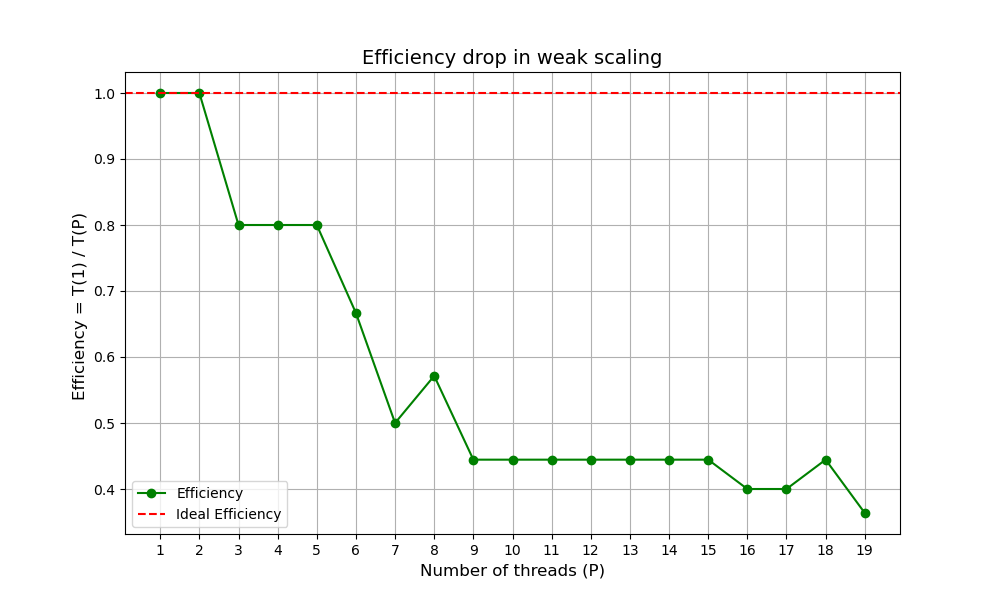 Efficiency drop in weak scaling
Efficiency = T(1) / T(P)
1.0
0.9
0.8
0.7
0.6
0.5
0.4
Efficiency
Ideal Efficiency
1 2 3 4 5 6 7 8 9 10 11 12 13 14 15 16 17 18 19
Number of threads (P)